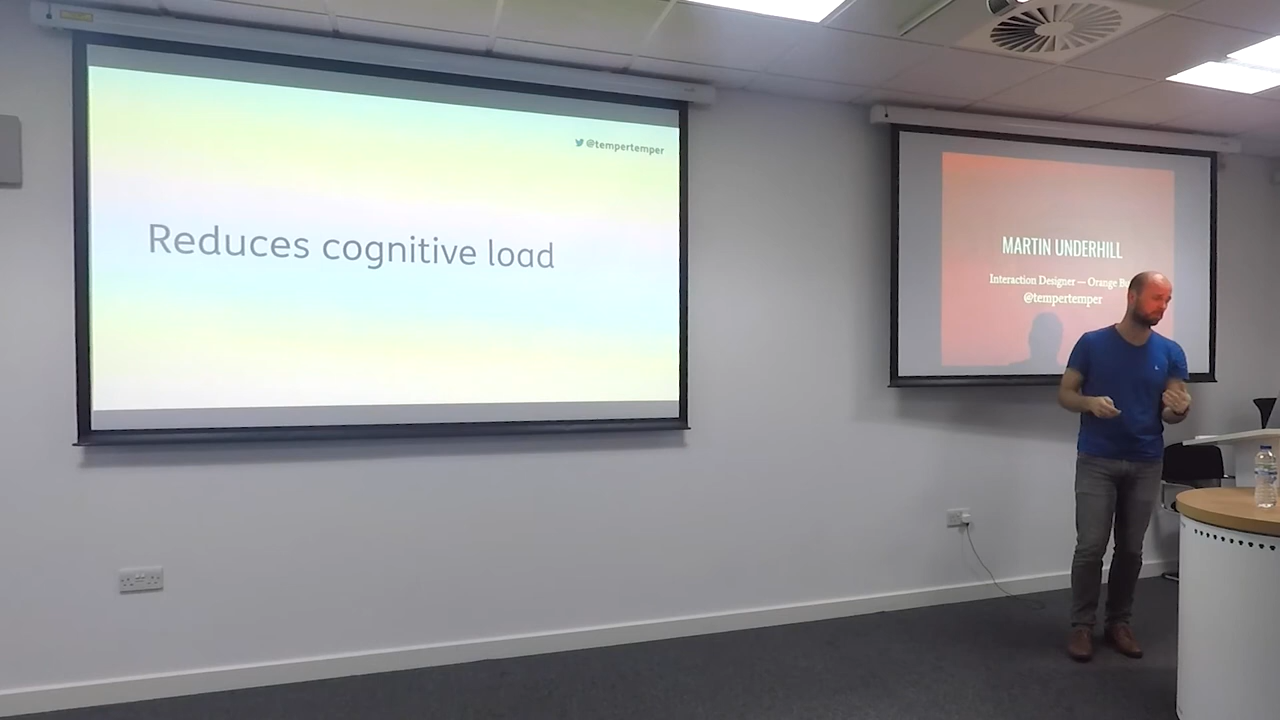 @tempertemper
Reduces cognitive load
MARTIN UNDERHILL
Interaction Designer — Orange
@tempertemper